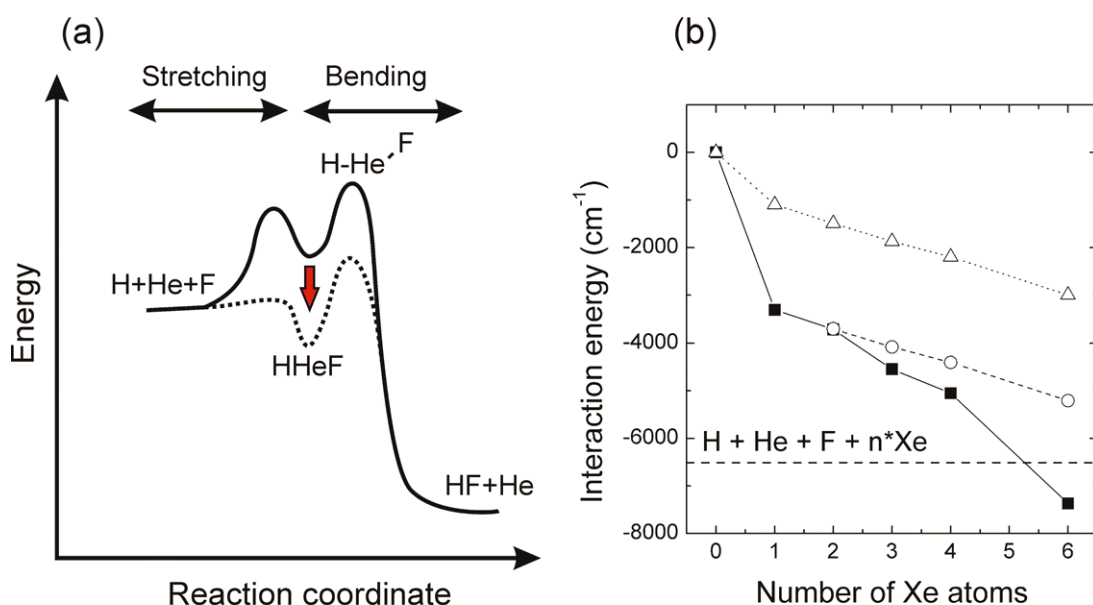 (a)
Stretching
Bending
F
H-He
H+He+F
HHeF
HF+He
Energy
Reaction coordinate
(b)
0
-2000
-4000
-6000
-8000
H + He + F + n*Xe
Interaction energy (cm⁻¹)
0 1 2 3 4 5 6
Number of Xe atoms